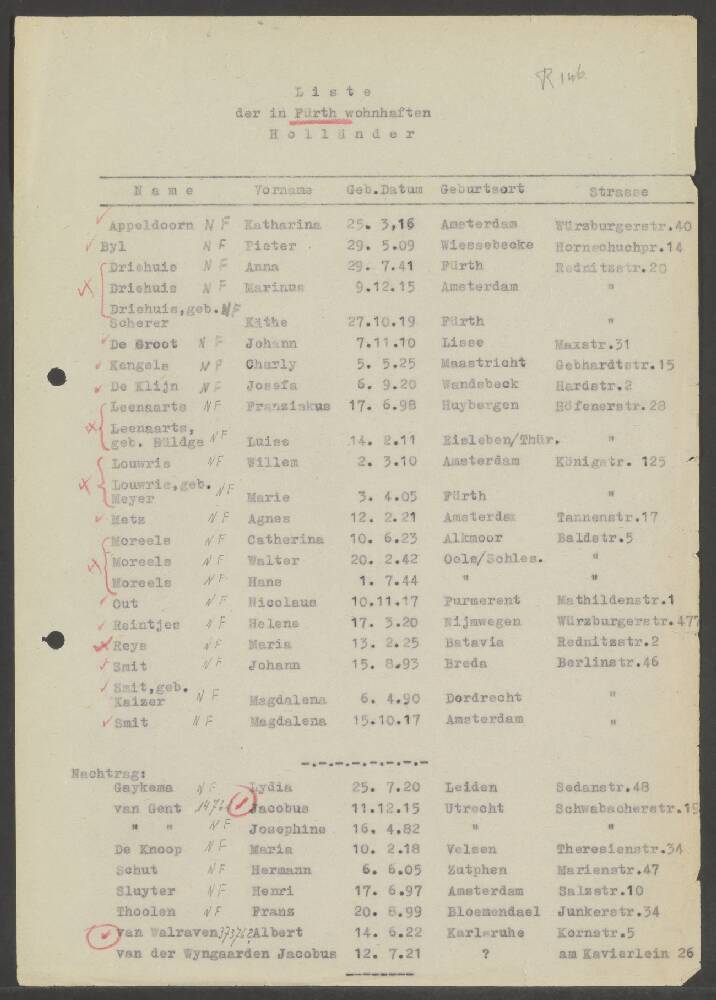 R 146
Liste
der in Fürth wohnhaften
Holländer
Name Vorname Geb.Datum Geburtsort Strasse
Appeldoorn NF Katharina 25. 3,16 Amsterdam Würzburgerstr.40
Byl NF Pieter 29. 5.09 Wiessebecke Hornschuchpr.14
Driehuis NF Anna 29. 7.41 Fürth Rednitzstr.20
Driehuis NF Marinus 9.12.15 Amsterdam "
Driehuis,geb. NF
Scherer Käthe 27.10.19 Fürth "
De Groot NF Johann 7.11.10 Lisse Maxstr.31
Kengels NF Charly 5. 5.25 Maastricht Gebhardtstr.15
De Klijn NF Josefa 6. 9.20 Wandsbeck Hardstr.2
Leenaarts NF Franziskus 17. 6.98 Huybergen Höfenerstr.28
Leenaarts,
geb. Büldge NF Luise 14. 2.11 Eisleben/Thür. "
Louwris NF Willem 2. 3.10 Amsterdam Königstr. 125
Louwris,geb. NF
Meyer Marie 3. 4.05 Fürth "
Metz NF Agnes 12. 2.21 Amsterdam Tannenstr.17
Moreels NF Catherina 10. 6.23 Alkmoor Baldstr.5
Moreels NF Walter 20. 2.42 Oels/Schles. "
Moreels NF Hans 1. 7.44 " "
Out NF Nicolaus 10.11.17 Purmerent Mathildenstr.1
Reintjes NF Helene 17. 3.20 Nijmwegen Würzburgerstr.477
Reys NF Maria 13. 2.25 Batavia Rednitzstr.2
Smit NF Johann 15. 8.93 Breda Berlinstr.46
Smit,geb.
Kaizer NF Magdalena 6. 4.90 Dordrecht "
Smit NF Magdalena 15.10.17 Amsterdam "
Nachtrag:
Gaykema NF Lydia 25. 7.20 Leiden Sedanstr.48
van Gent Jacobus 11.12.15 Utrecht Schwabacherstr.19
" " NF Josephine 16. 4.82 " "
De Knoop NF Maria 10. 2.18 Velsen Theresienstr.34
Schut NF Hermann 6. 6.05 Zutphen Marienstr.47
Sluyter NF Henri 17. 6.97 Amsterdam Salzstr.10
Thoolen NF Franz 20. 8.99 Bloemendael Junkerstr.34
van Walraven Albert 14. 6.22 Karlsruhe Kornstr.5
van der Wyngaarden Jacobus 12. 7.21 ? am Kavierlein 26